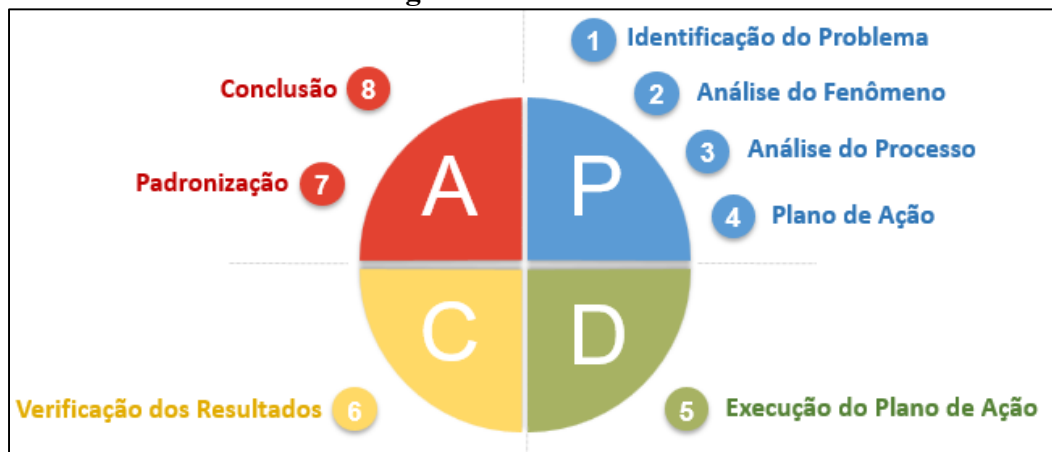 1 Identificação do Problema
2 Análise do Fenômeno
3 Análise do Processo
4 Plano de Ação
5 Execução do Plano de Ação
6 Verificação dos Resultados
7 Padronização
8 Conclusão
A P
C D